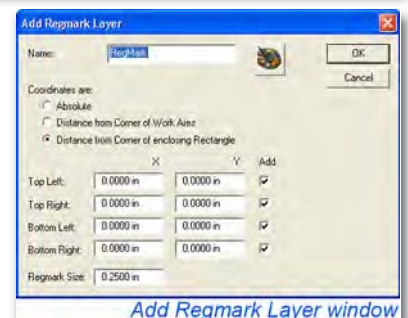 Add Regmark Layer
Name: RegMark
OK
Cancel
Coordinates are:
Absolute
Distance from Corner of Work Area
Distance from Corner of enclosing Rectangle
X Y Add
Top Left: 0.0000 in 0.0000 in
Top Right: 0.0000 in 0.0000 in
Bottom Left: 0.0000 in 0.0000 in
Bottom Right: 0.0000 in 0.0000 in
Regmark Size: 0.2500 in
Add Regmark Layer window